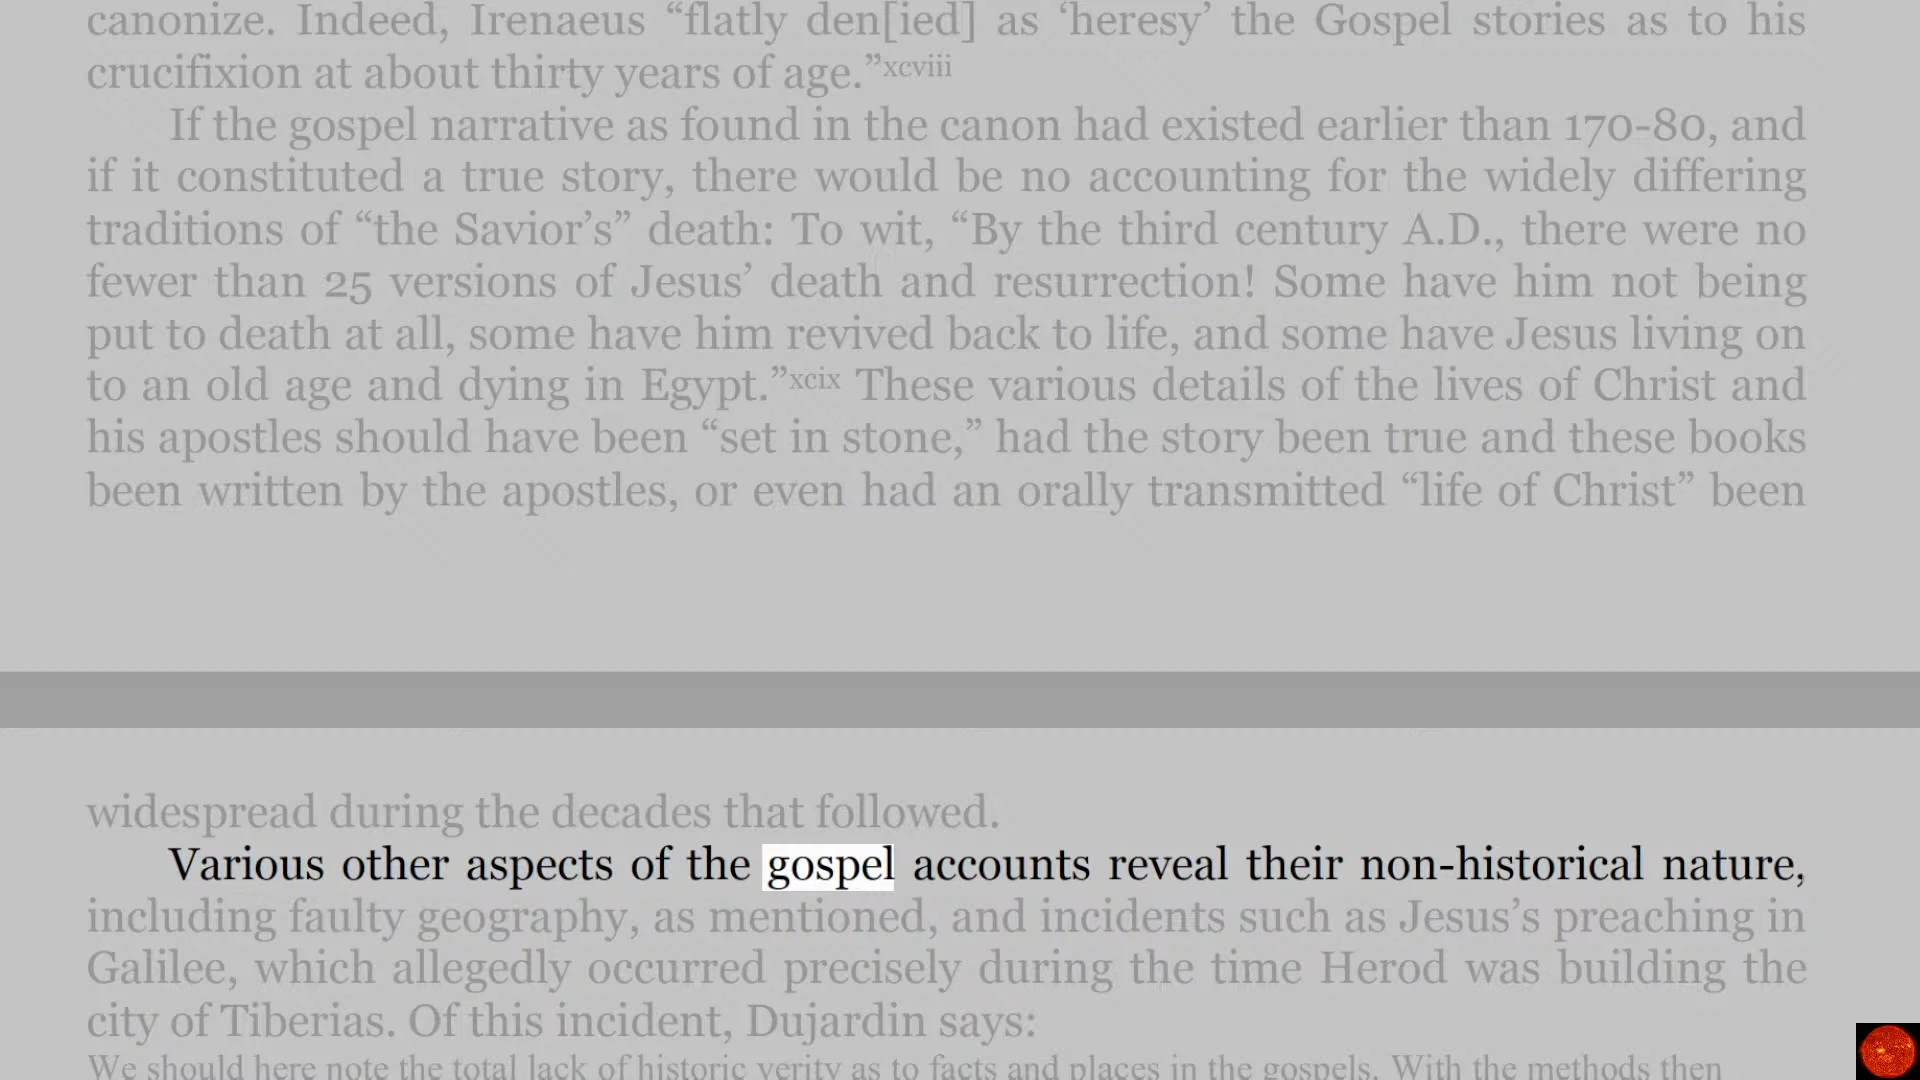 canonize. Indeed, Irenaeus “flatly den[ied] as ‘heresy’ the Gospel stories as to his
crucifixion at about thirty years of age.”xcviii
If the gospel narrative as found in the canon had existed earlier than 170-80, and
if it constituted a true story, there would be no accounting for the widely differing
traditions of “the Savior’s” death: To wit, “By the third century A.D., there were no
fewer than 25 versions of Jesus’ death and resurrection! Some have him not being
put to death at all, some have him revived back to life, and some have Jesus living on
to an old age and dying in Egypt.”xcix These various details of the lives of Christ and
his apostles should have been “set in stone,” had the story been true and these books
been written by the apostles, or even had an orally transmitted “life of Christ” been
widespread during the decades that followed.
Various other aspects of the gospel accounts reveal their non-historical nature,
including faulty geography, as mentioned, and incidents such as Jesus’s preaching in
Galilee, which allegedly occurred precisely during the time Herod was building the
city of Tiberias. Of this incident, Dujardin says:
We should here note the total lack of historic verity as to facts and places in the gospels. With the methods then